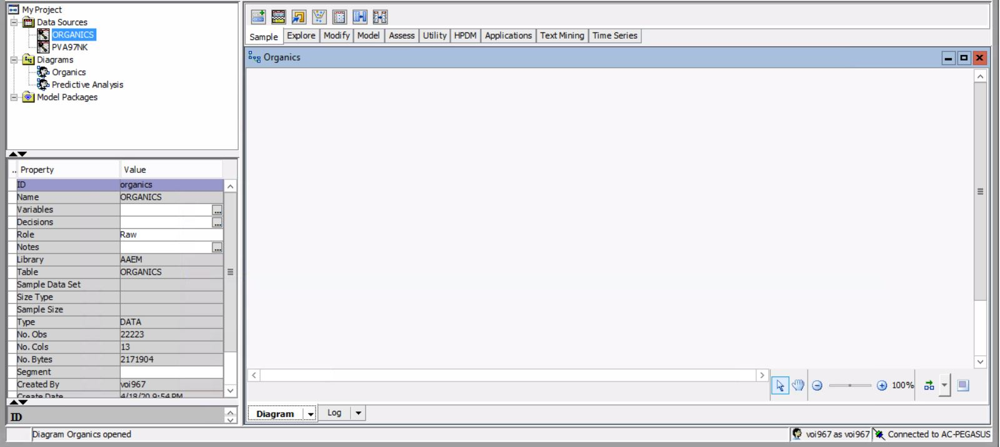 My Project
Data Sources
ORGANICS
PVA97NK
Diagrams
Organics
Predictive Analysis
Model Packages
.. Property Value
ID organics
Name ORGANICS
Variables ...
Decisions ...
Role Raw
Notes ...
Library AAEM
Table ORGANICS
Sample Data Set
Size Type
Sample Size
Type DATA
No. Obs 22223
No. Cols 13
No. Bytes 2171904
Segment
Created By voi967
Create Date 4/18/20 9:54 PM
ID
Sample Explore Modify Model Assess Utility HPDM Applications Text Mining Time Series
Organics
100%
Diagram Log
Diagram Organics opened voi967 as voi967 Connected to AC-PEGASUS